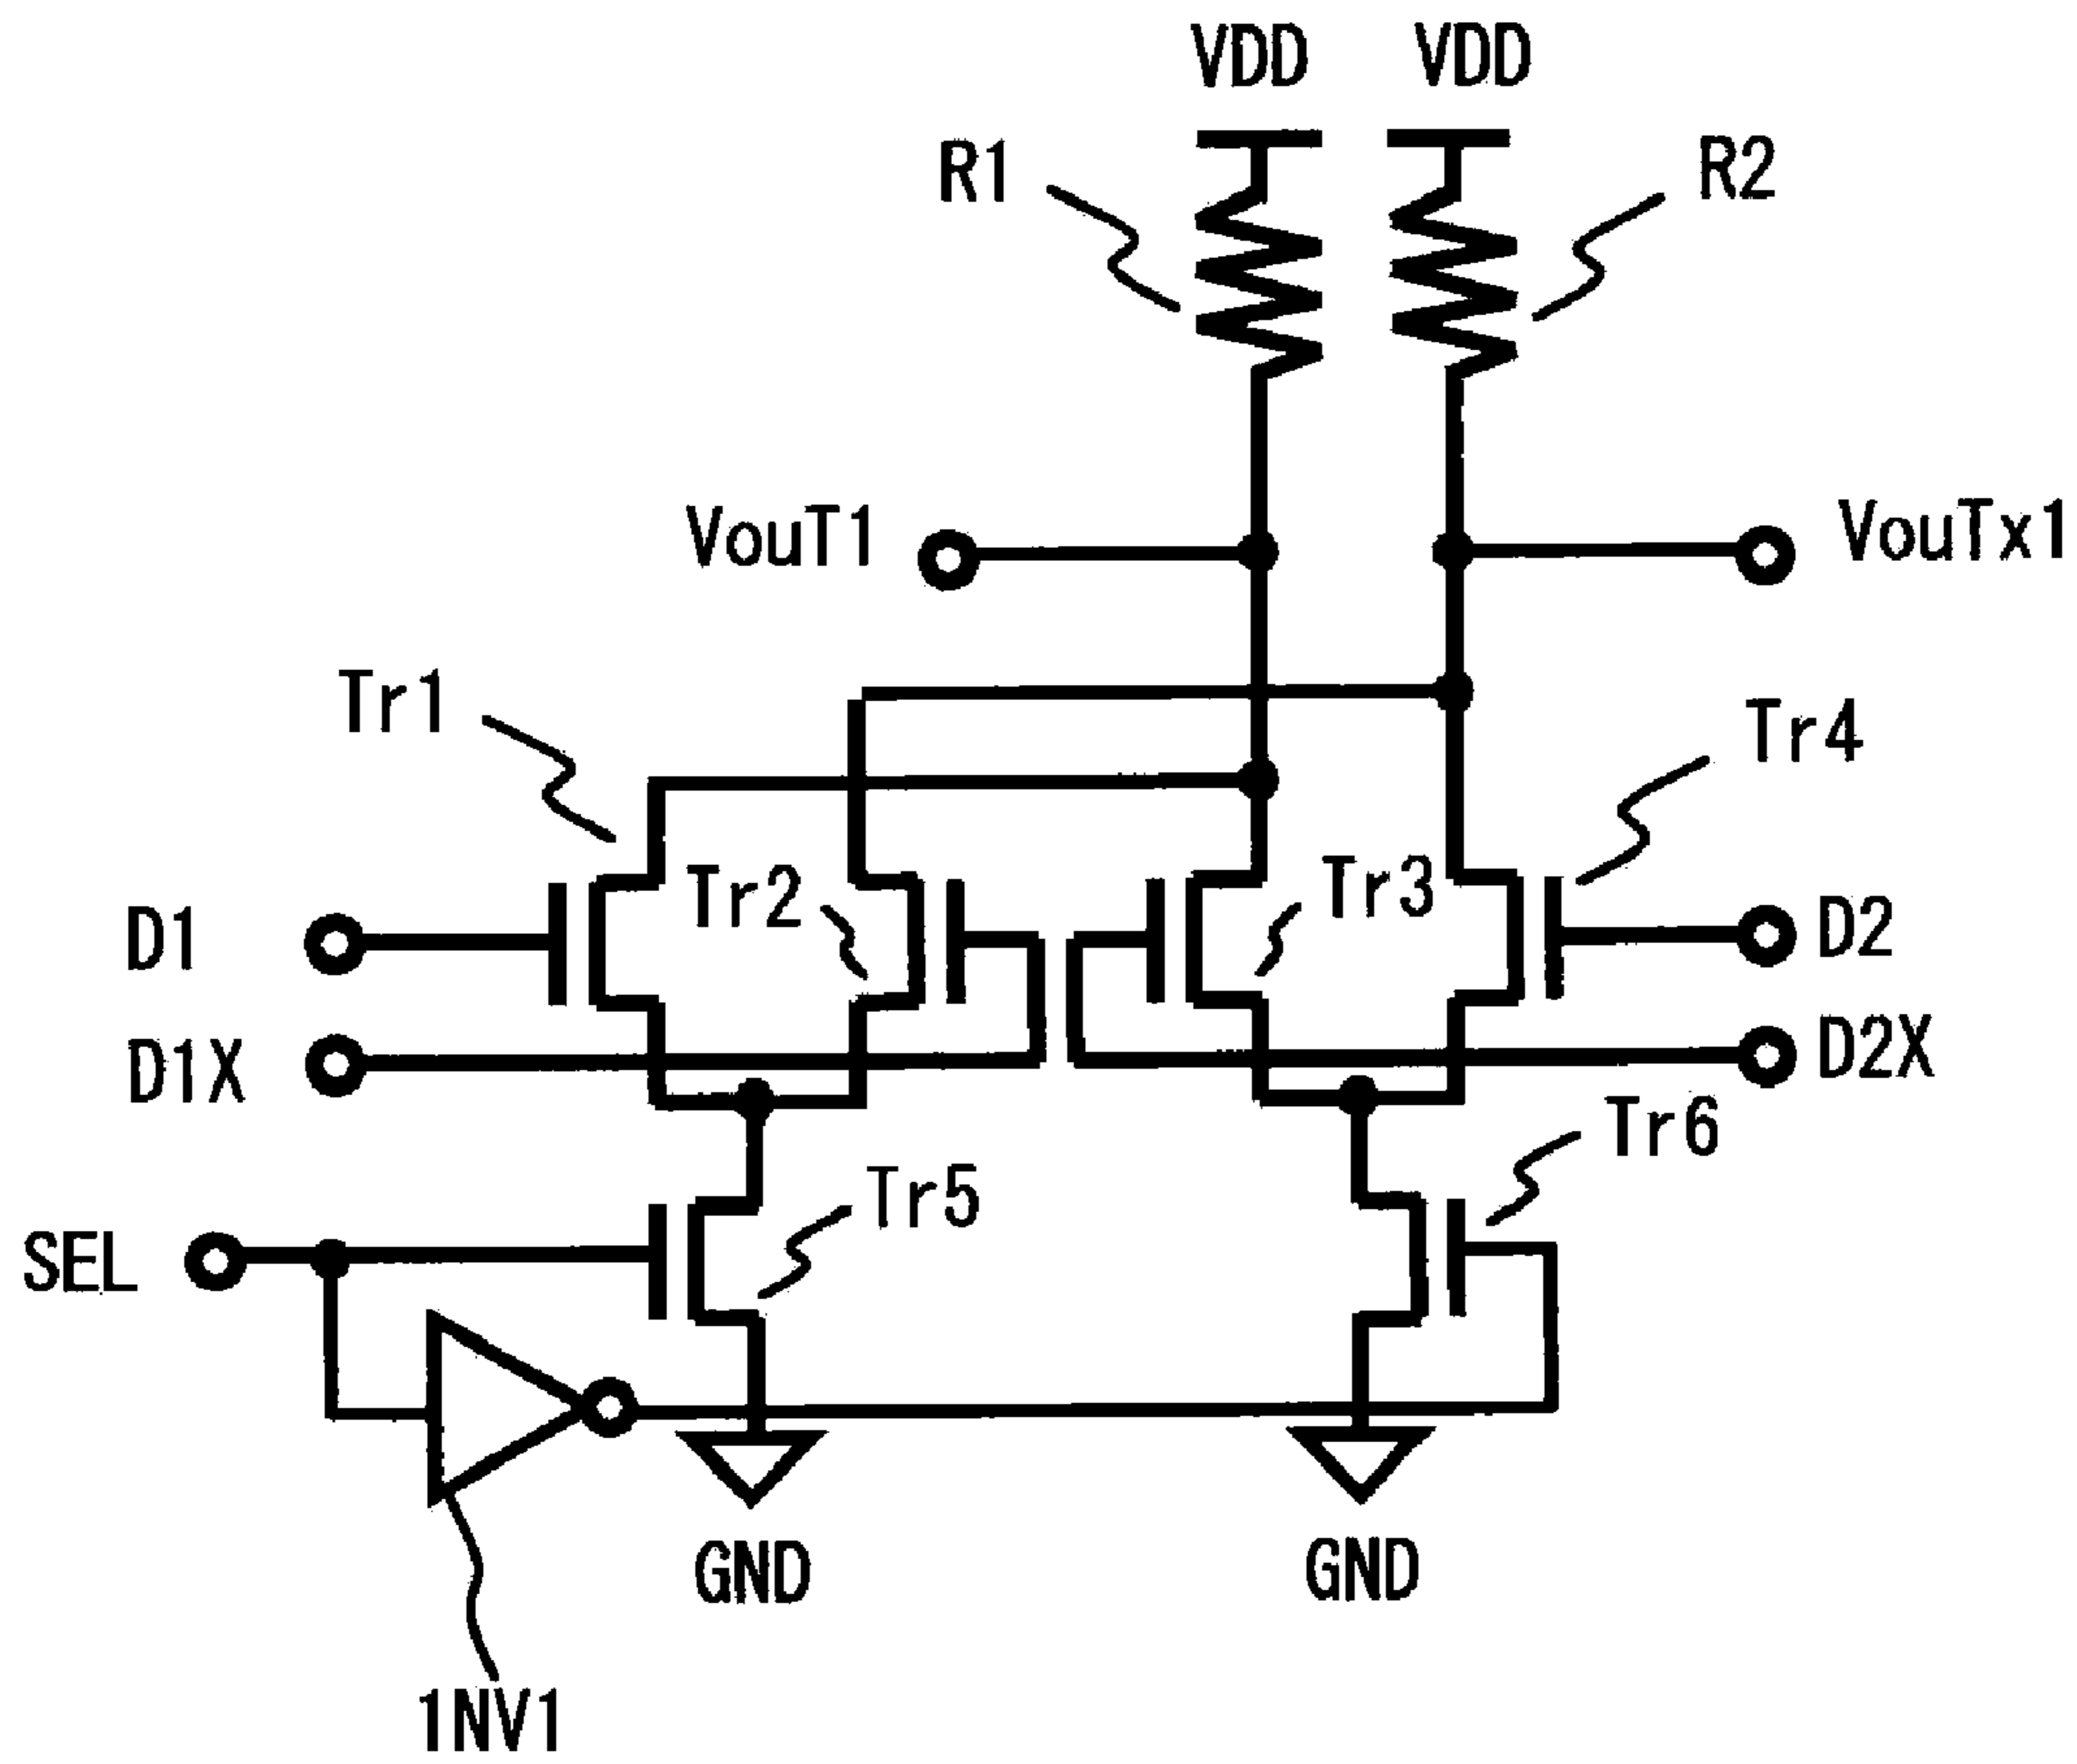 VDD VDD
R1 R2
VouT1 VouTx1
Tr1 Tr4
Tr2 Tr3
D1 D2
D1X D2X
Tr6
Tr5
SEL
GND GND
1NV1